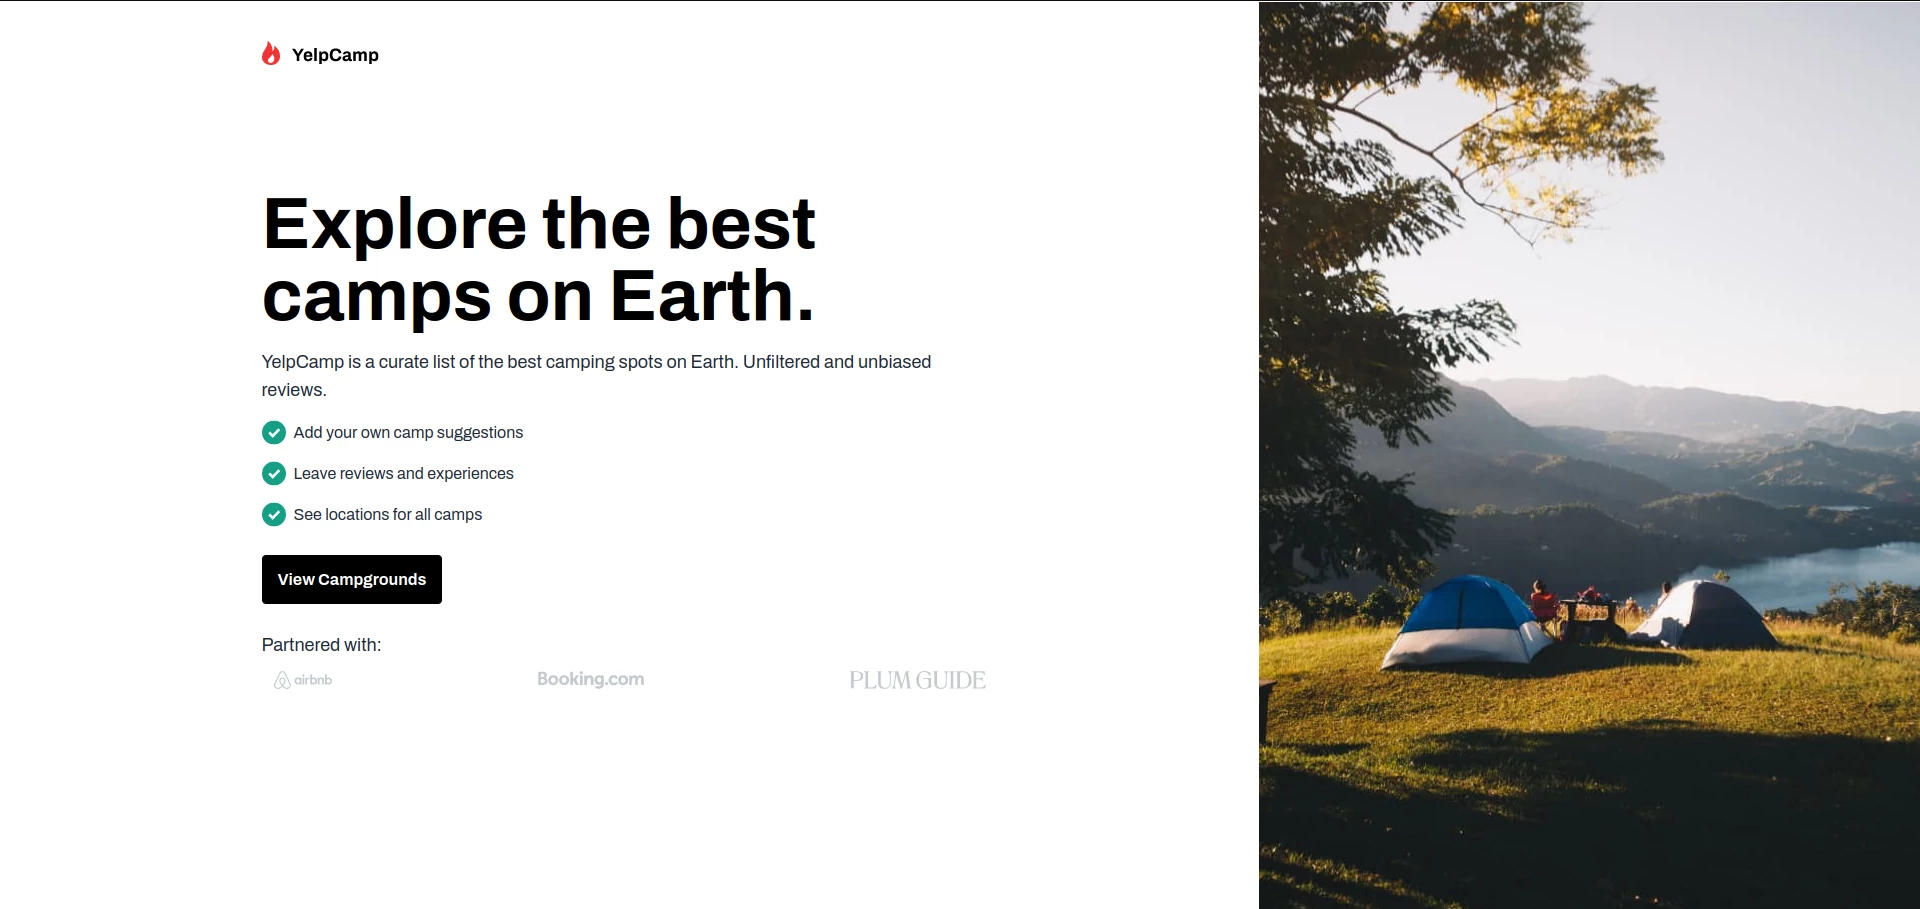 YelpCamp
Explore the best
camps on Earth.
YelpCamp is a curate list of the best camping spots on Earth. Unfiltered and unbiased
reviews.
Add your own camp suggestions
Leave reviews and experiences
See locations for all camps
View Campgrounds
Partnered with:
airbnb Booking.com PLUM GUIDE